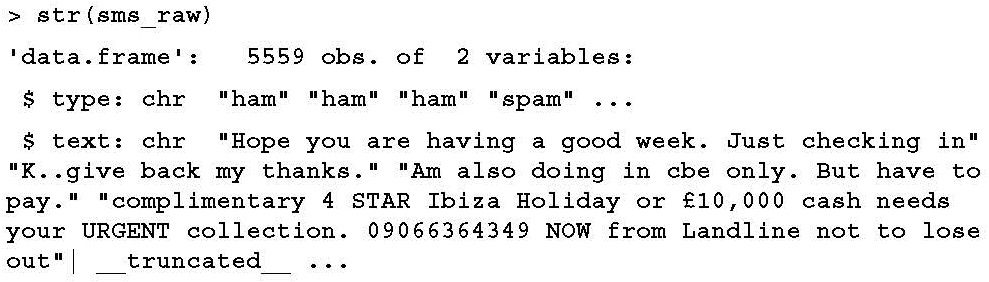 > str(sms_raw)
'data.frame':   5559 obs. of  2 variables:
 $ type: chr  "ham" "ham" "ham" "spam" ...
 $ text: chr  "Hope you are having a good week. Just checking in"
"K..give back my thanks." "Am also doing in cbe only. But have to
pay." "complimentary 4 STAR Ibiza Holiday or £10,000 cash needs
your URGENT collection. 09066364349 NOW from Landline not to lose
out"| __truncated__ ...